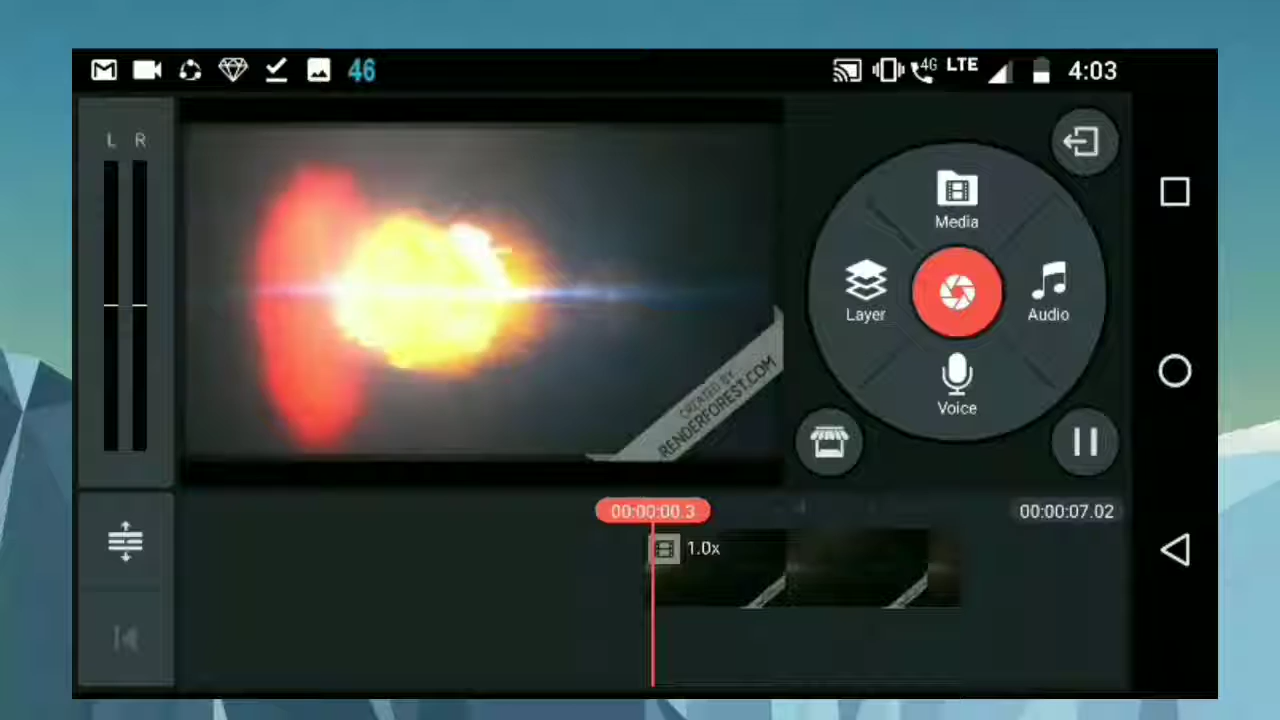 46
4G LTE 4:03
L R
Media
Layer
Audio
Voice
CREATED BY
RENDERFOREST.COM
00:00:00.3
00:00:07.02
1.0x